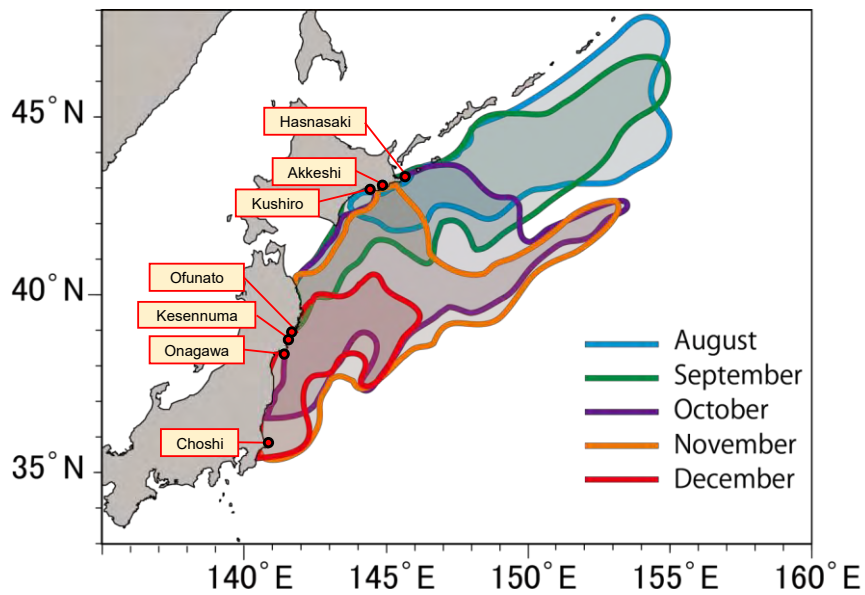 45°N
40°N
35°N
Hasnasaki
Akkeshi
Kushiro
Ofunato
Kesennuma
Onagawa
Choshi
August
September
October
November
December
140°E
145°E
150°E
155°E
160°E